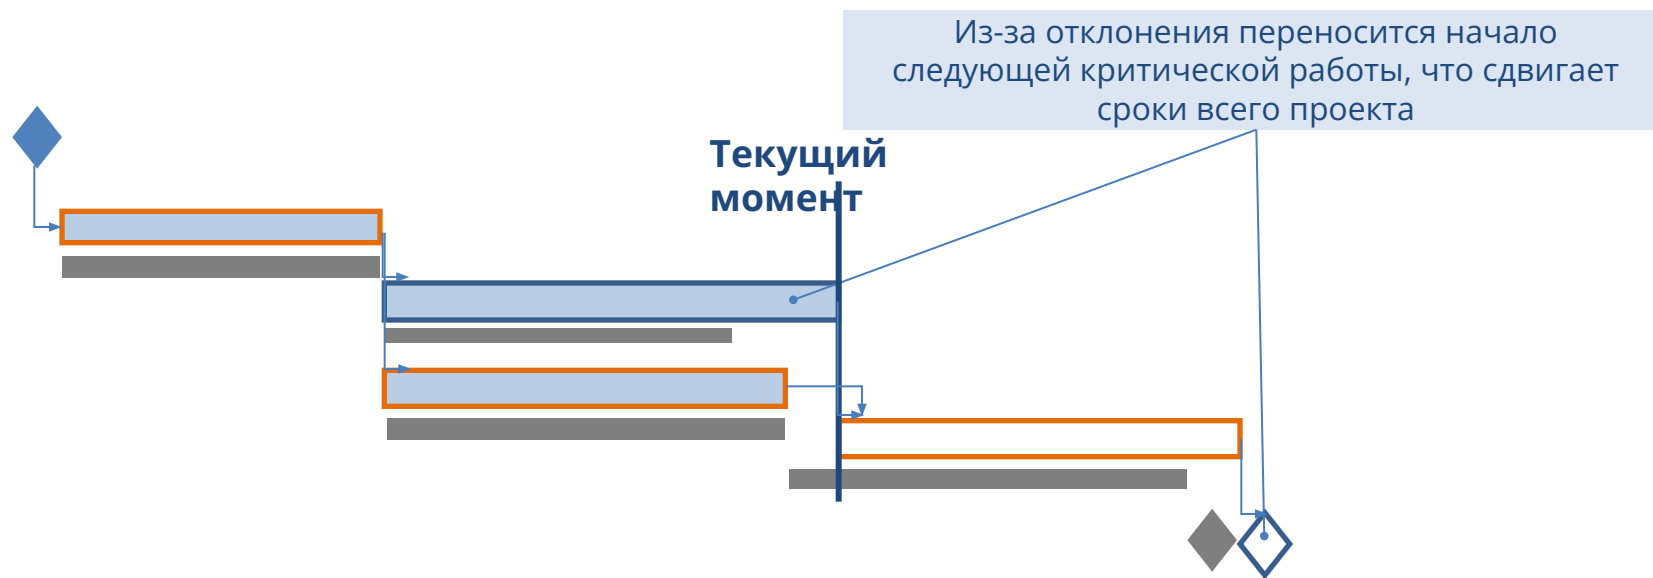 Из-за отклонения переносится начало
следующей критической работы, что сдвигает
сроки всего проекта
Текущий
момент